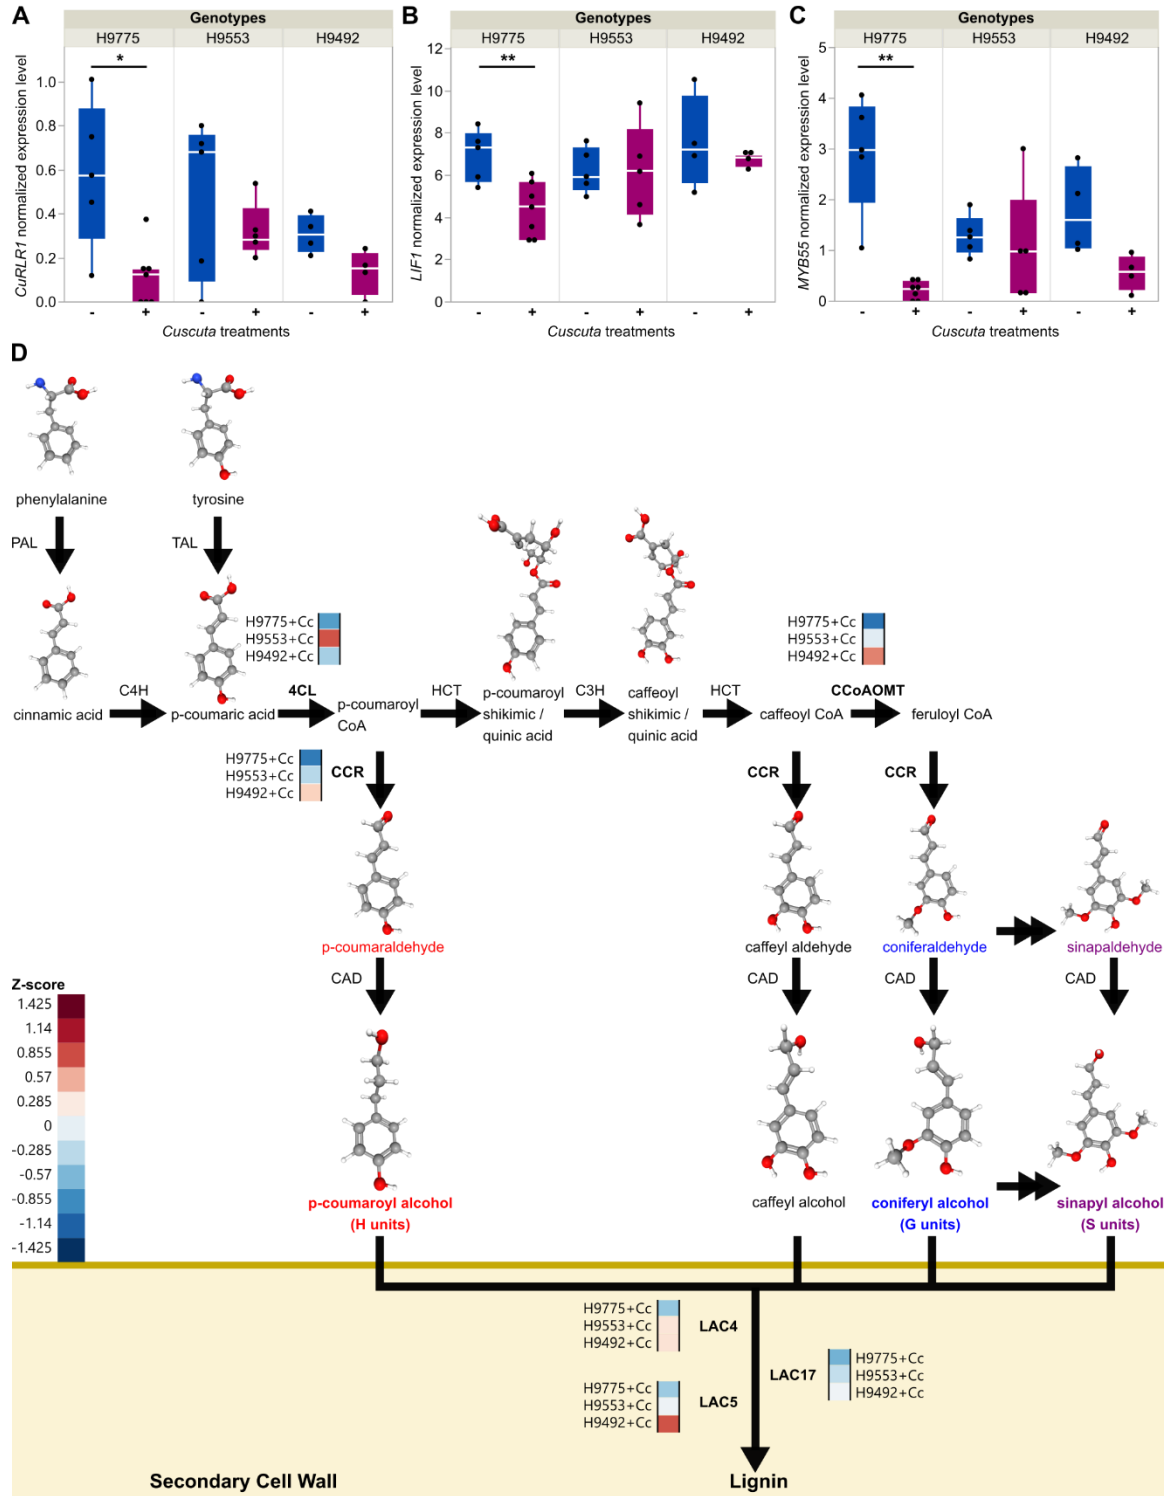 A
Genotypes
H9775 H9553 H9492
*
CuRLR1 normalized expression level
1.0
0.8
0.6
0.4
0.2
0.0
- + - + - +
Cuscuta treatments
B
Genotypes
H9775 H9553 H9492
**
LIF1 normalized expression level
12
10
8
6
4
2
0
- + - + - +
Cuscuta treatments
C
Genotypes
H9775 H9553 H9492
**
MYB55 normalized expression level
5
4
3
2
1
0
- + - + - +
Cuscuta treatments
D
phenylalanine
tyrosine
PAL
TAL
H9775+Cc
H9553+Cc
H9492+Cc
H9775+Cc
H9553+Cc
H9492+Cc
cinnamic acid
C4H
p-coumaric acid
4CL
p-coumaroyl
CoA
HCT
p-coumaroyl
shikimic /
quinic acid
C3H
caffeoyl
shikimic /
quinic acid
HCT
caffeoyl CoA
CCoAOMT
feruloyl CoA
H9775+Cc
H9553+Cc
H9492+Cc
CCR
CCR
CCR
p-coumaraldehyde
caffeyl aldehyde
coniferaldehyde
sinapaldehyde
CAD
CAD
CAD
CAD
Z-score
1.425
1.14
0.855
0.57
0.285
0
-0.285
-0.57
-0.855
-1.14
-1.425
p-coumaroyl alcohol
(H units)
caffeyl alcohol
coniferyl alcohol
(G units)
sinapyl alcohol
(S units)
H9775+Cc
H9553+Cc
H9492+Cc
LAC4
LAC17
H9775+Cc
H9553+Cc
H9492+Cc
H9775+Cc
H9553+Cc
H9492+Cc
LAC5
Secondary Cell Wall
Lignin